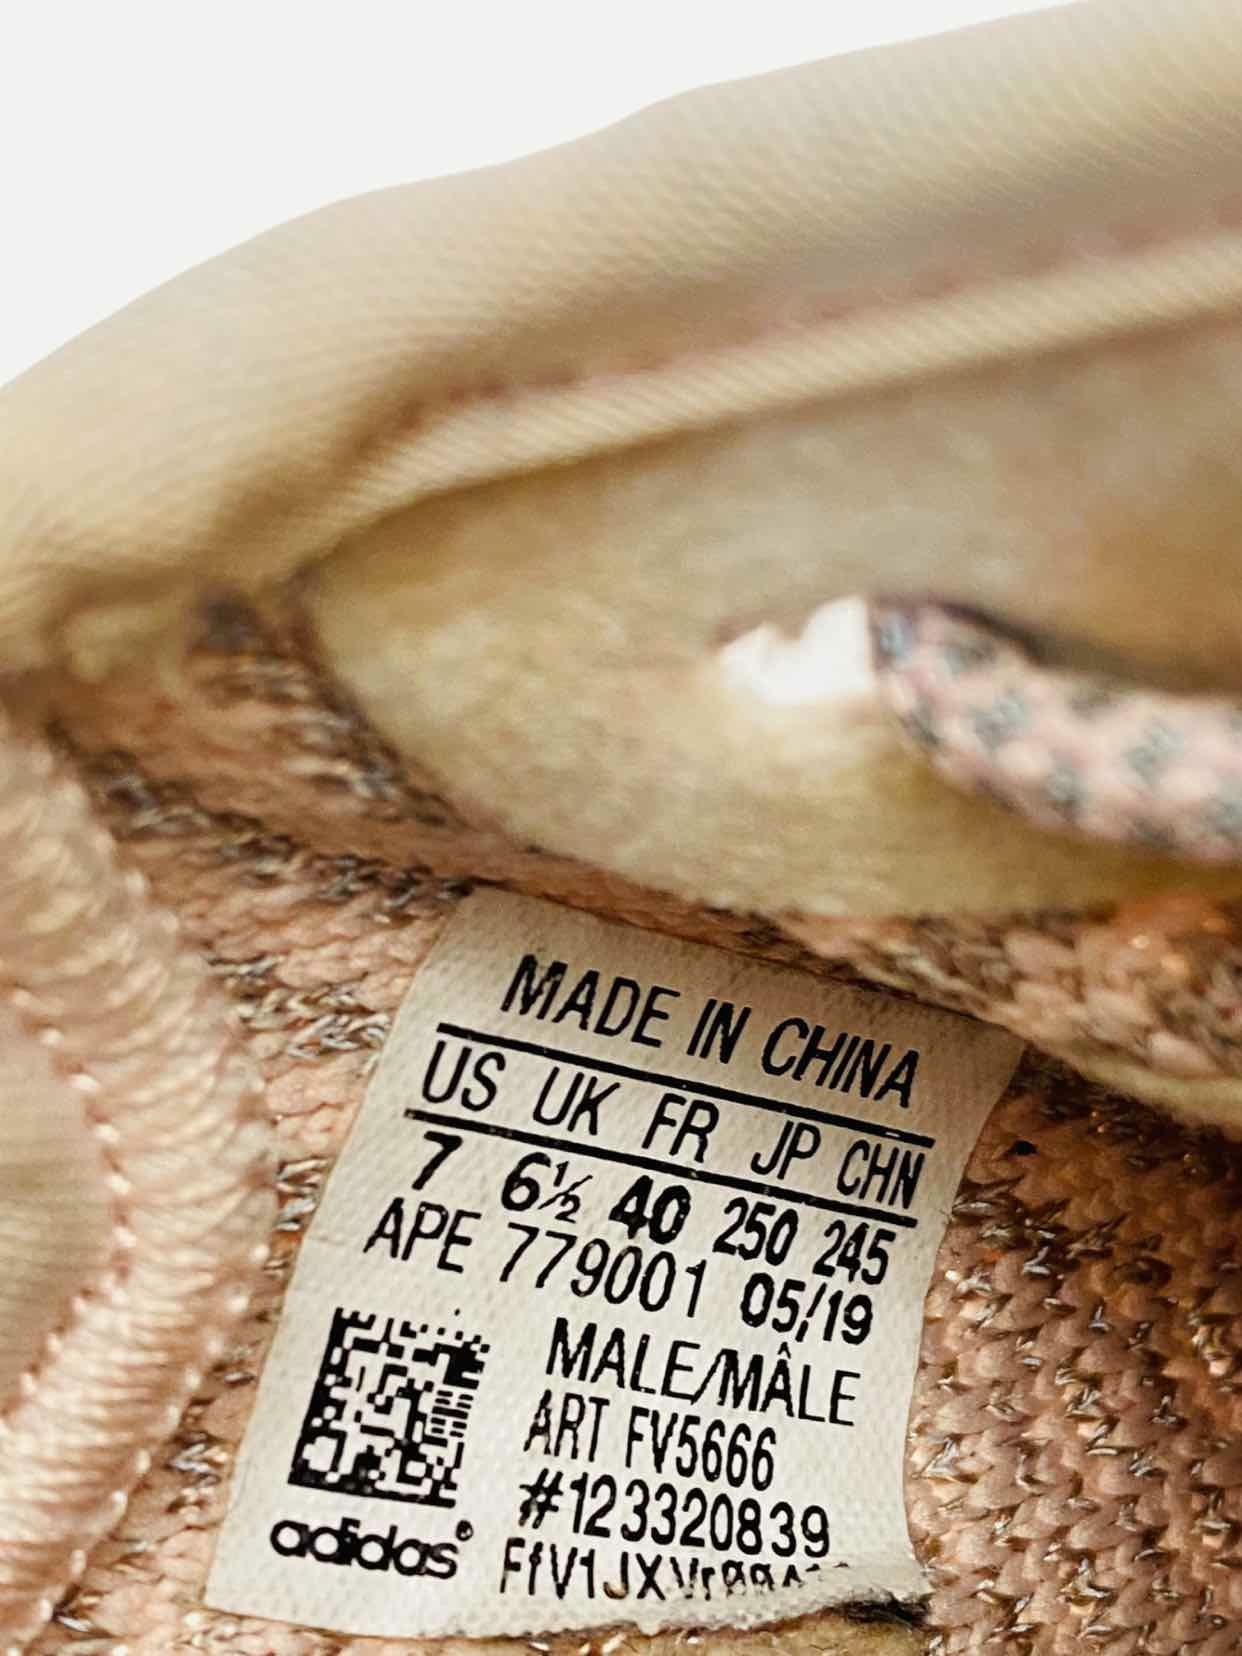 MADE IN CHINA
US UK FR JP CHN
7 6½ 40 250 245
APE 779001 05/19
MALE/MÂLE
ART FV5666
#123320839
adidas®